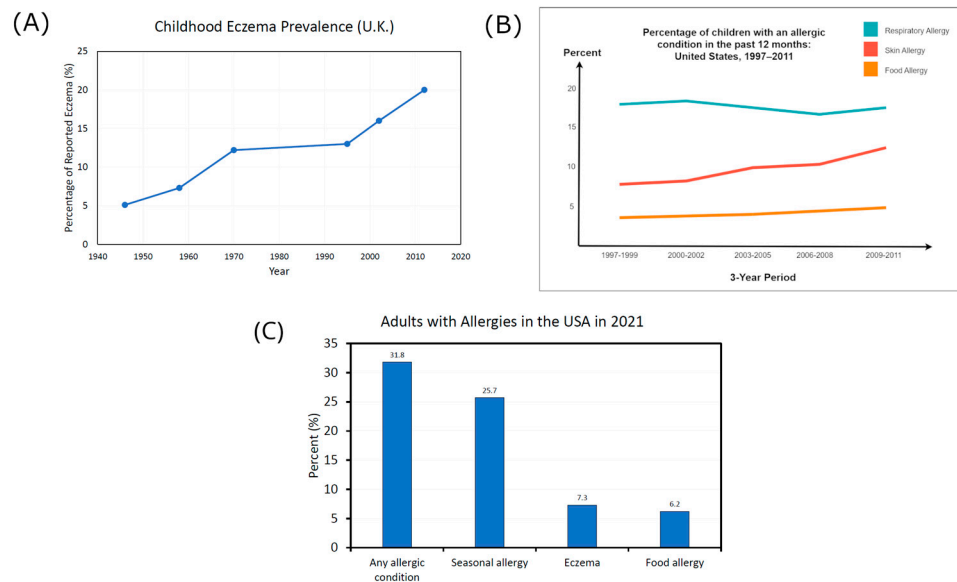 (A)
Childhood Eczema Prevalence (U.K.)
Percentage of Reported Eczema (%)
25
20
15
10
5
0
1940 1950 1960 1970 1980 1990 2000 2010 2020
Year
(B)
Percentage of children with an allergic
condition in the past 12 months:
United States, 1997–2011
Respiratory Allergy
Skin Allergy
Food Allergy
Percent
20
15
10
5
1997-1999 2000-2002 2003-2005 2006-2008 2009-2011
3-Year Period
(C)
Adults with Allergies in the USA in 2021
Percent (%)
35
30
25
20
15
10
5
0
31.8
25.7
7.3
6.2
Any allergic
condition
Seasonal allergy
Eczema
Food allergy